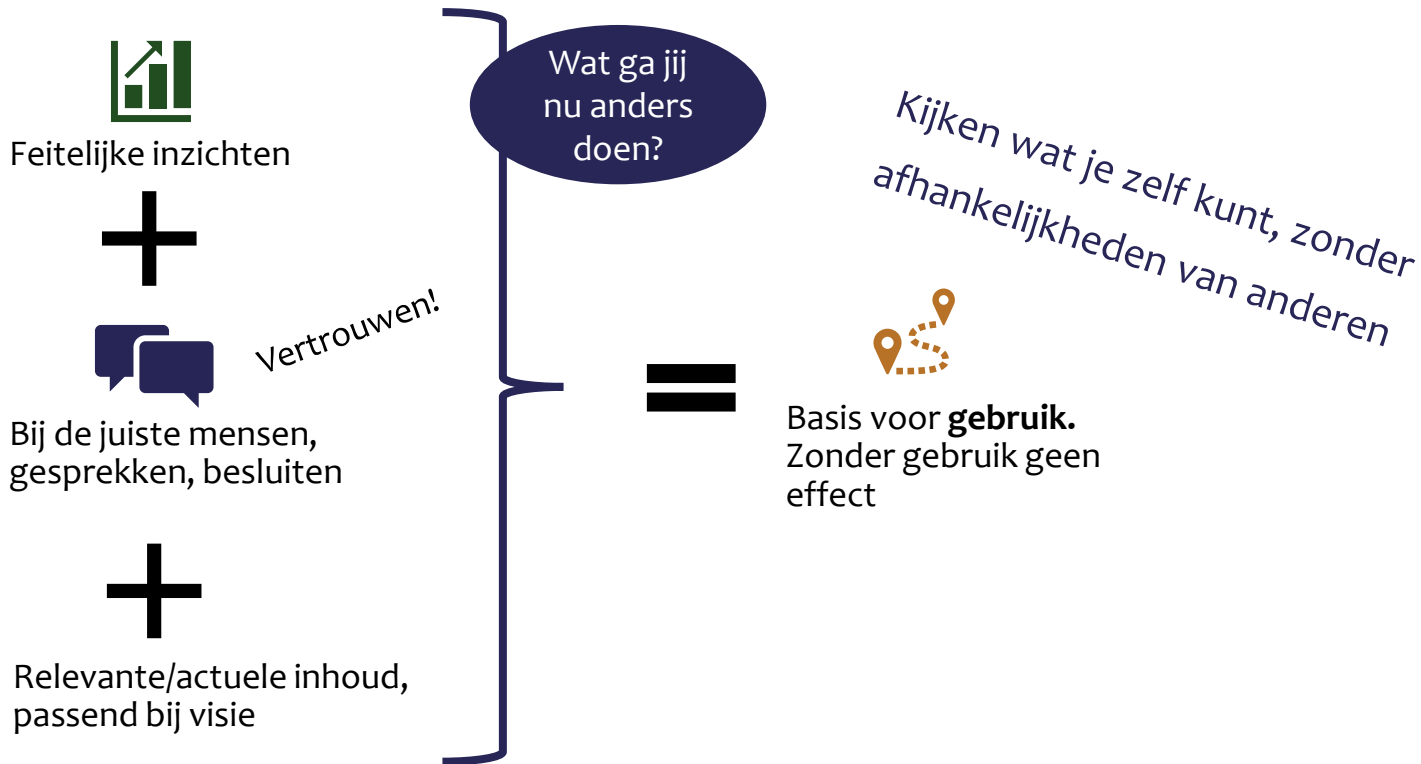 Feitelijke inzichten
Vertrouwen!
Bij de juiste mensen,
gesprekken, besluiten
Relevante/actuele inhoud,
passend bij visie
Wat ga jij
nu anders
doen?
Kijken wat je zelf kunt, zonder
afhankelijkheden van anderen
Basis voor gebruik.
Zonder gebruik geen
effect